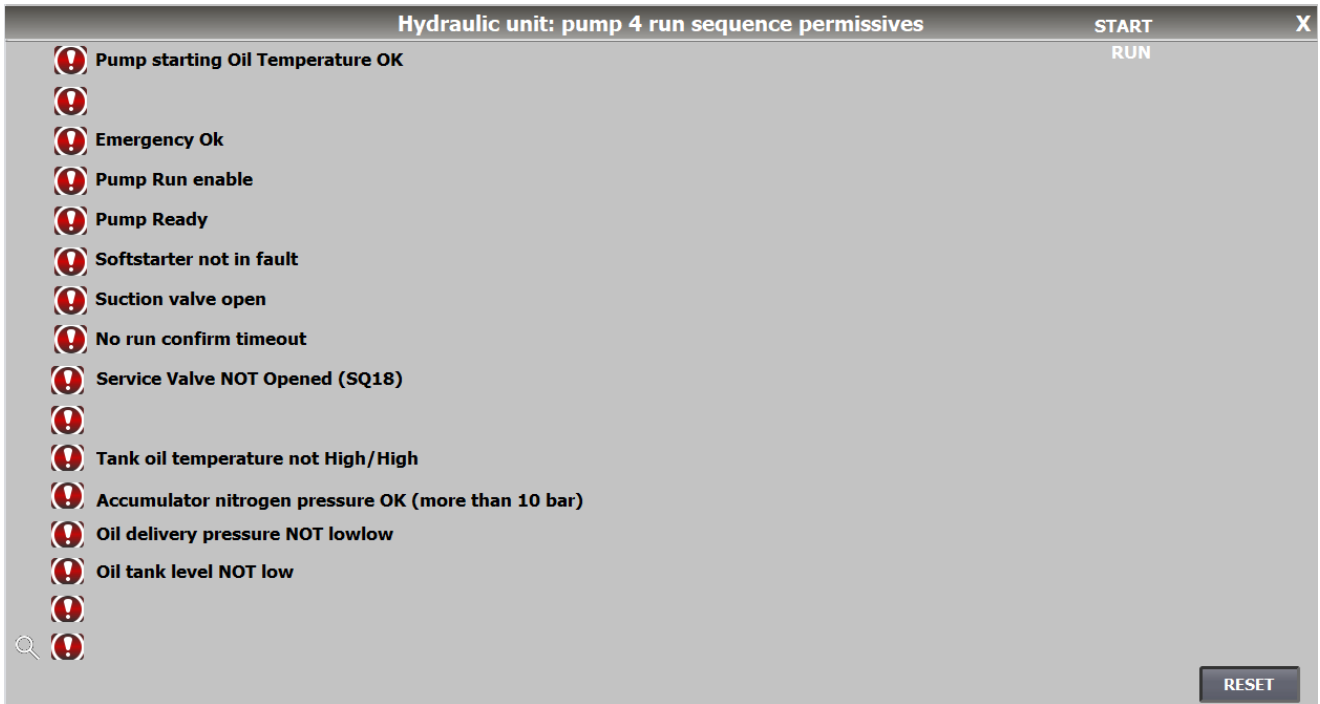 Hydraulic unit: pump 4 run sequence permissives START X
RUN
Pump starting Oil Temperature OK
Emergency Ok
Pump Run enable
Pump Ready
Softstarter not in fault
Suction valve open
No run confirm timeout
Service Valve NOT Opened (SQ18)
Tank oil temperature not High/High
Accumulator nitrogen pressure OK (more than 10 bar)
Oil delivery pressure NOT lowlow
Oil tank level NOT low
RESET